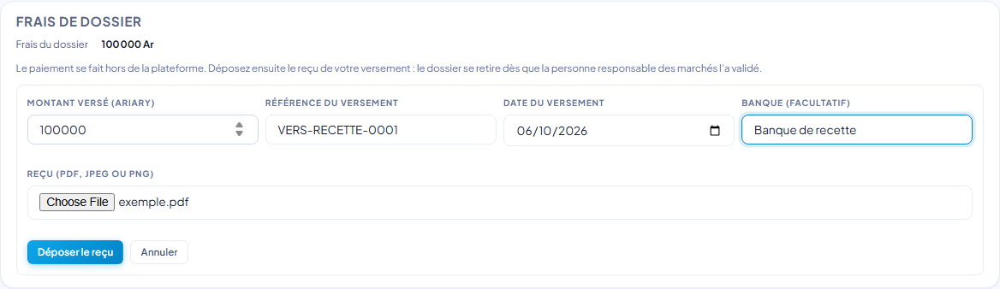 FRAIS DE DOSSIER
Frais du dossier 100 000 Ar
Le paiement se fait hors de la plateforme. Déposez ensuite le reçu de votre versement : le dossier se retire dès que la personne responsable des marchés l'a validé.
MONTANT VERSÉ (ARIARY) RÉFÉRENCE DU VERSEMENT DATE DU VERSEMENT BANQUE (FACULTATIF)
100000 VERS-RECETTE-0001 06/10/2026 Banque de recette
REÇU (PDF, JPEG OU PNG)
Choose File exemple.pdf
Déposer le reçu Annuler